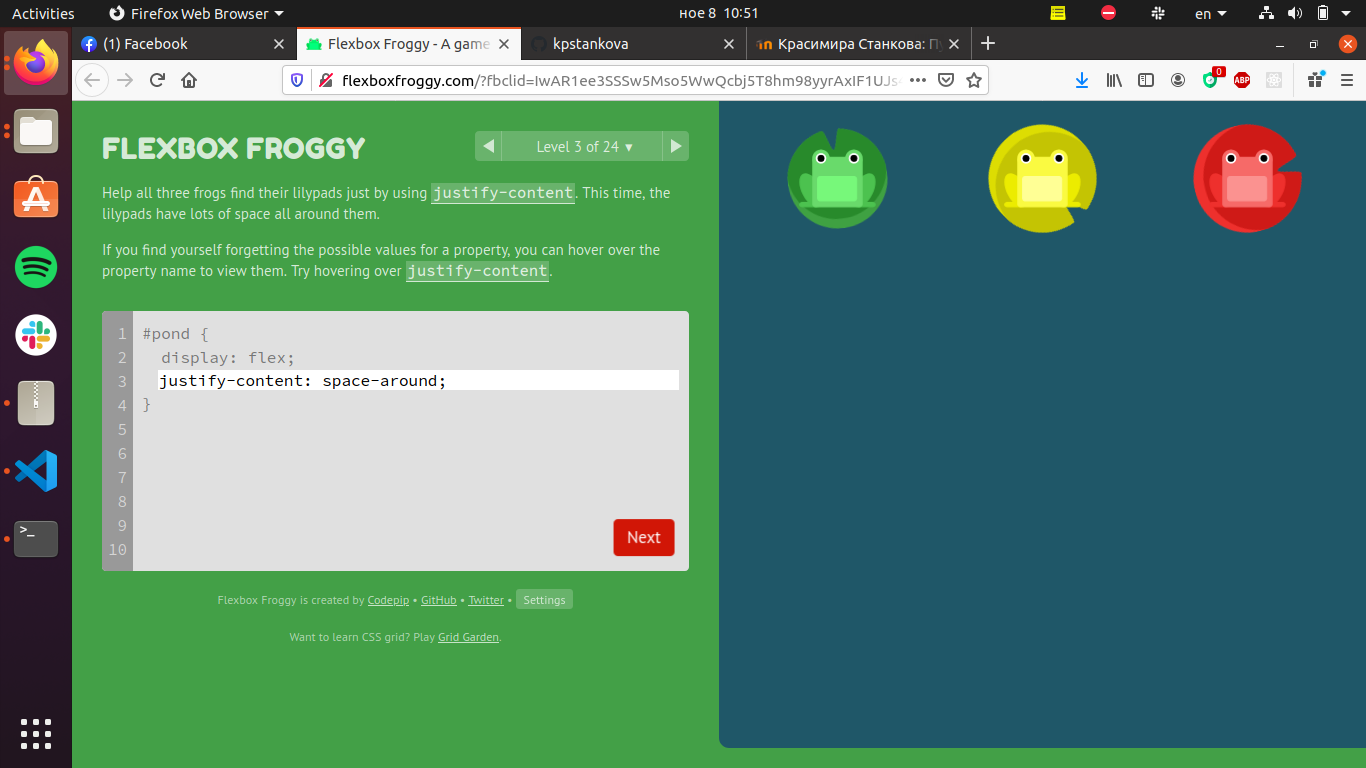 Activities Firefox Web Browser ное 8 10:51 en
(1) Facebook Flexbox Froggy - A game kpstankova Красимира Станкова: П
flexboxfroggy.com/?fbclid=IwAR1ee3SSSw5Mso5WwQcbj5T8hm98yyrAxIF1UJs 0 ABP
FLEXBOX FROGGY
Level 3 of 24 ▾
Help all three frogs find their lilypads just by using justify-content. This time, the
lilypads have lots of space all around them.
If you find yourself forgetting the possible values for a property, you can hover over the
property name to view them. Try hovering over justify-content.
1 #pond {
2 display: flex;
3 justify-content: space-around;
4 }
5
6
7
8
9
10
Next
Flexbox Froggy is created by Codepip • GitHub • Twitter • Settings
Want to learn CSS grid? Play Grid Garden.